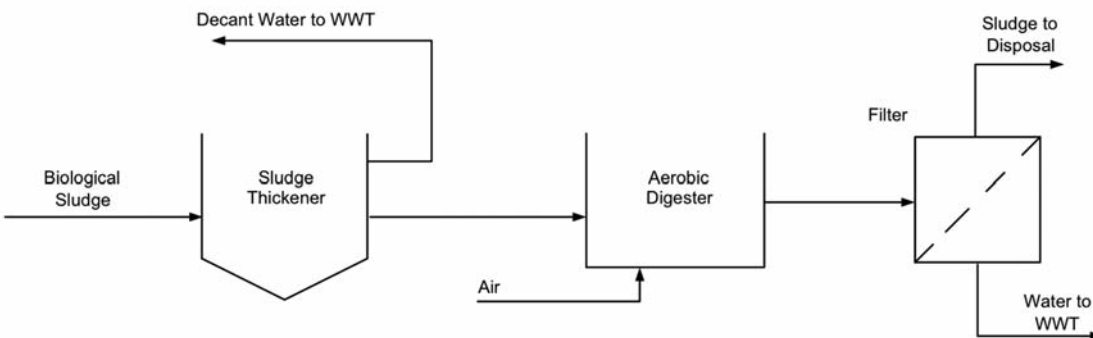 Decant Water to WWT
Sludge to
Disposal
Filter
Biological
Sludge
Sludge
Thickener
Aerobic
Digester
Air
Water to
WWT